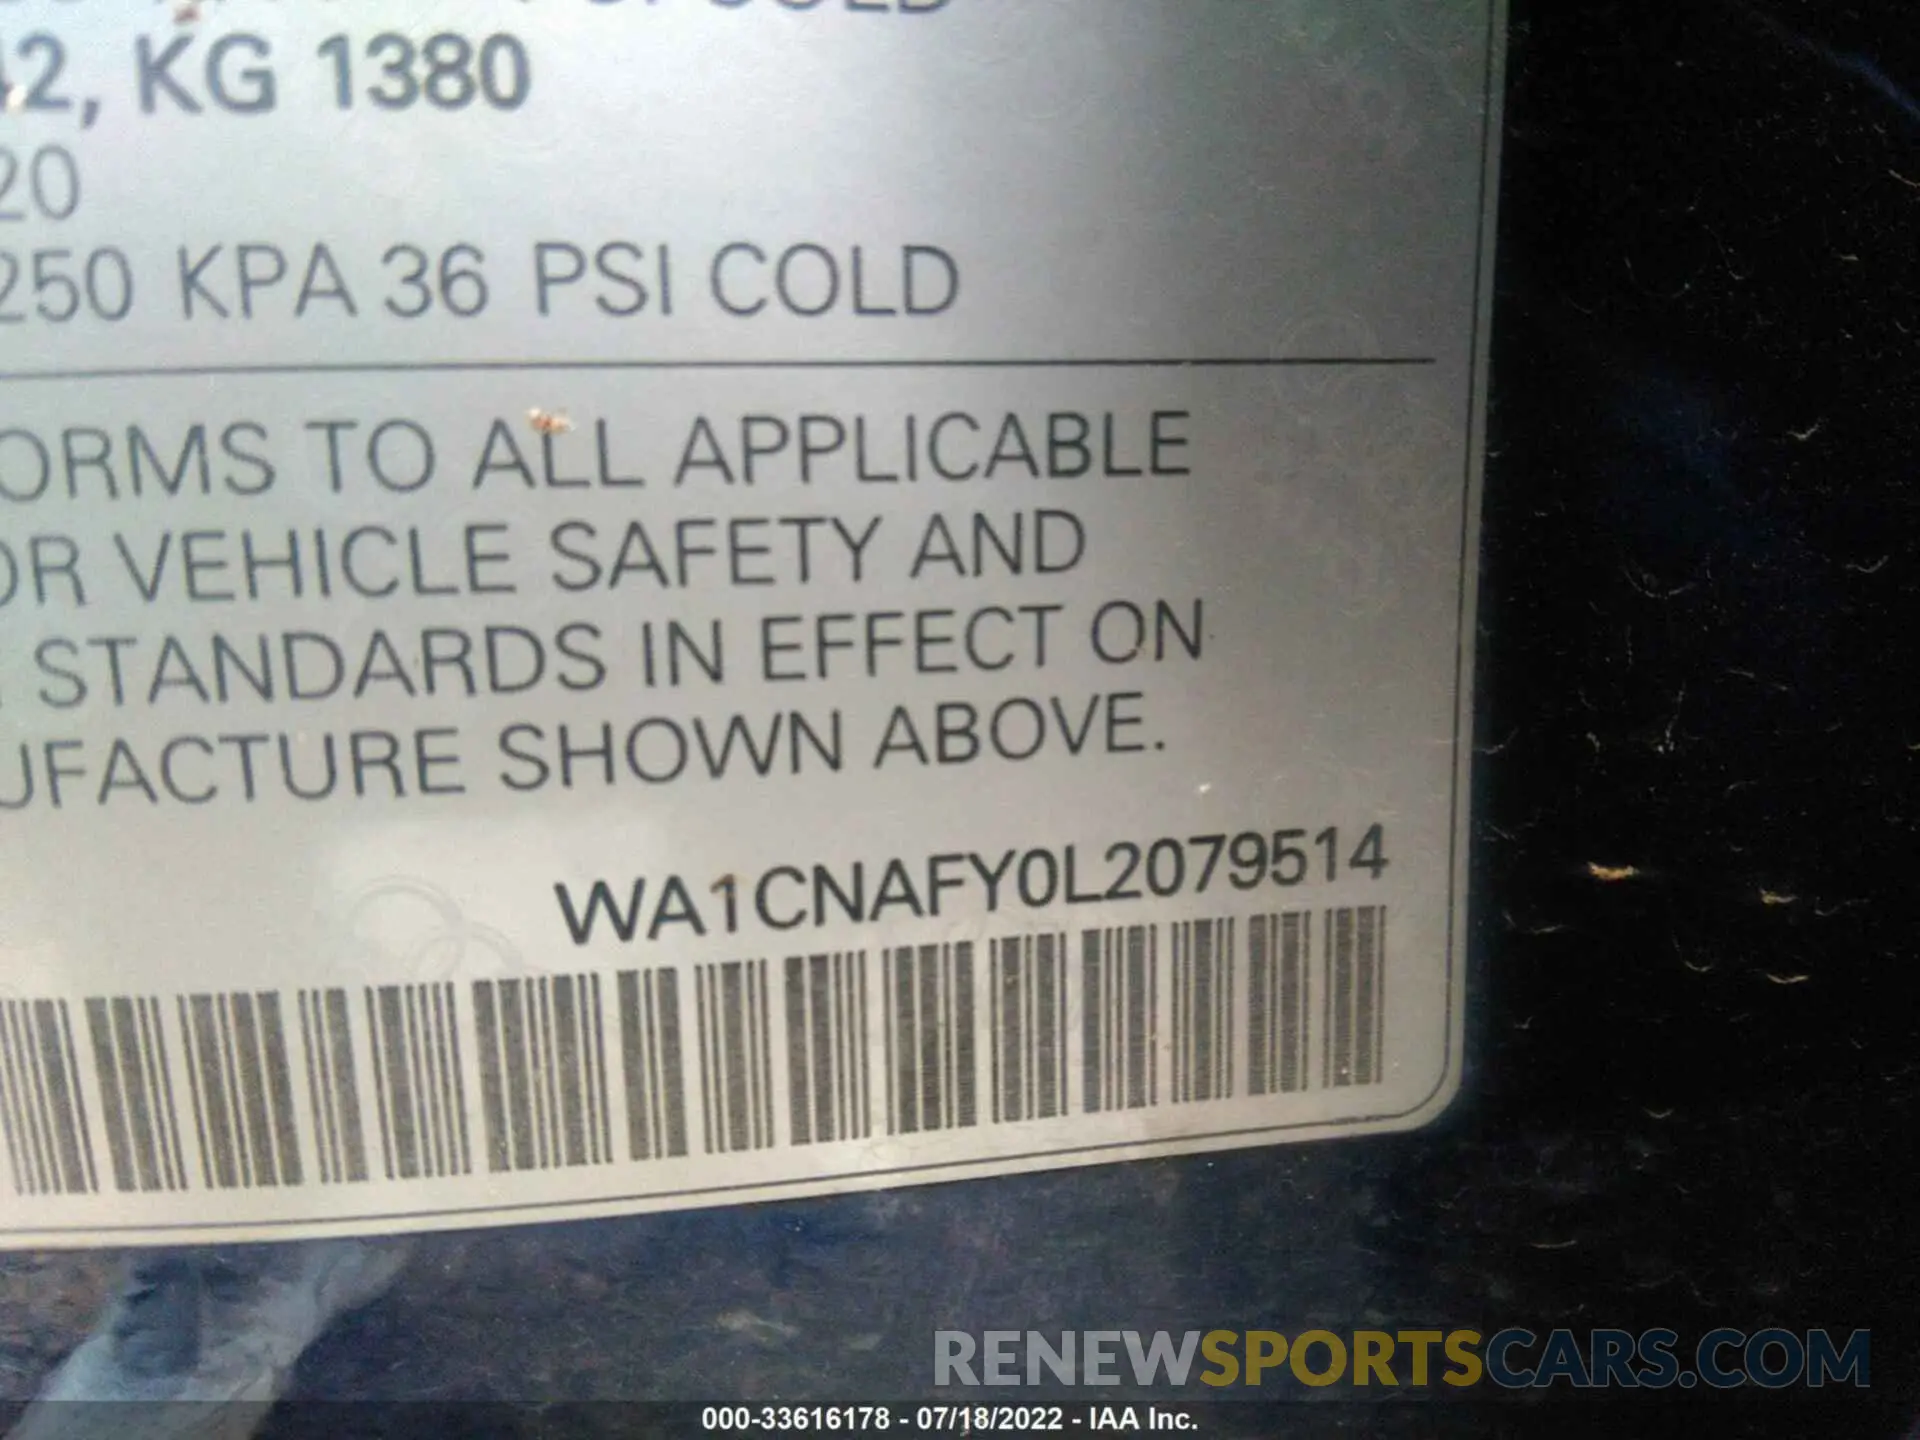 42, KG 1380
20
250 KPA 36 PSI COLD
ORMS TO ALL APPLICABLE
OR VEHICLE SAFETY AND
STANDARDS IN EFFECT ON
UFACTURE SHOWN ABOVE.
WA1CNAFY0L2079514
RENEWSPORTSCARS.COM
000-33616178 - 07/18/2022 - IAA Inc.